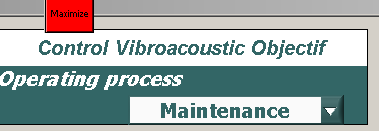 Maximize
Control Vibroacoustic Objectif
Operating process
Maintenance